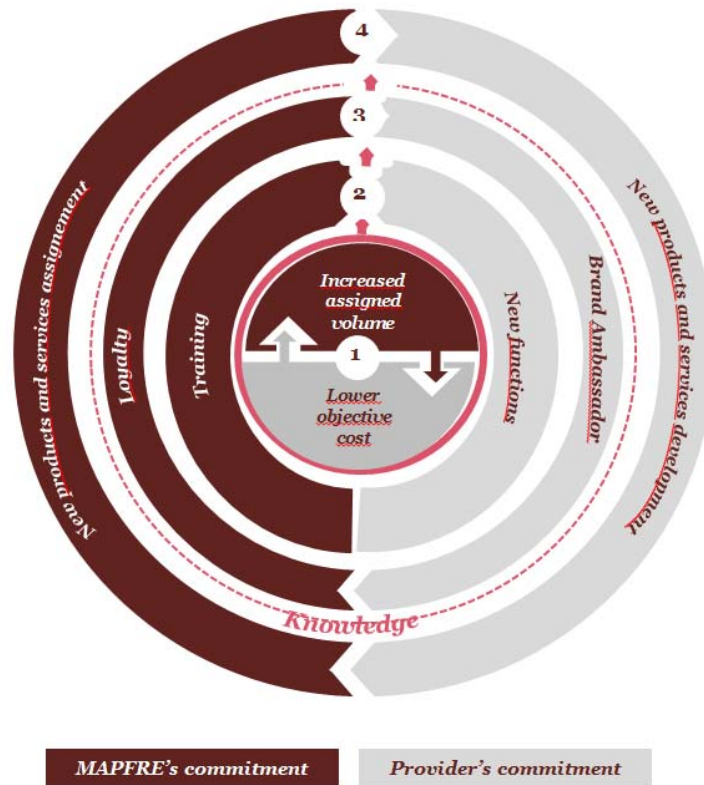 4
3
2
Increased
assigned
volume
1
Lower
objective
cost
Training
New functions
Loyalty
Brand Ambassador
New products and services assignement
New products and services development
Knowledge
MAPFRE's commitment
Provider's commitment